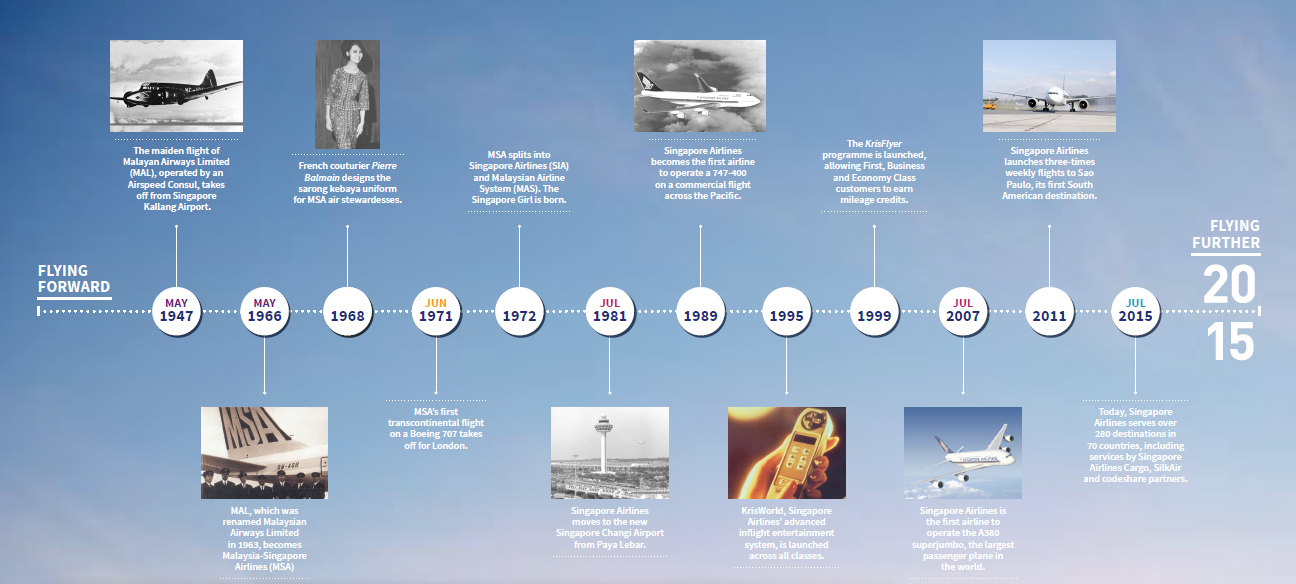 The maiden flight of
Malayan Airways Limited
(MAL), operated by an
Airspeed Consul, takes
off from Singapore
Kallang Airport.
French couturier Pierre
Balmain designs the
sarong kebaya uniform
for MSA air stewardesses.
MSA splits into
Singapore Airlines (SIA)
and Malaysian Airline
System (MAS). The
Singapore Girl is born.
Singapore Airlines
becomes the first airline
to operate a 747-400
on a commercial flight
across the Pacific.
The KrisFlyer
programme is launched,
allowing First, Business
and Economy Class
customers to earn
mileage credits.
Singapore Airlines
launches three-times
weekly flights to Sao
Paulo, its first South
American destination.
FLYING
FORWARD
MAY
1947
MAY
1966
1968
JUN
1971
1972
JUL
1981
1989
1995
1999
JUL
2007
2011
JUL
2015
FLYING
FURTHER
20
15
MSA
MAL, which was
renamed Malaysian
Airways Limited
in 1963, becomes
Malaysia-Singapore
Airlines (MSA)
MSA's first
transcontinental flight
on a Boeing 707 takes
off for London.
Singapore Airlines
moves to the new
Singapore Changi Airport
from Paya Lebar.
KrisWorld, Singapore
Airlines' advanced
inflight entertainment
system, is launched
across all classes.
Singapore Airlines is
the first airline to
operate the A380
superjumbo, the largest
passenger plane in
the world.
Today, Singapore
Airlines serves over
280 destinations in
70 countries, including
services by Singapore
Airlines Cargo, SilkAir
and codeshare partners.